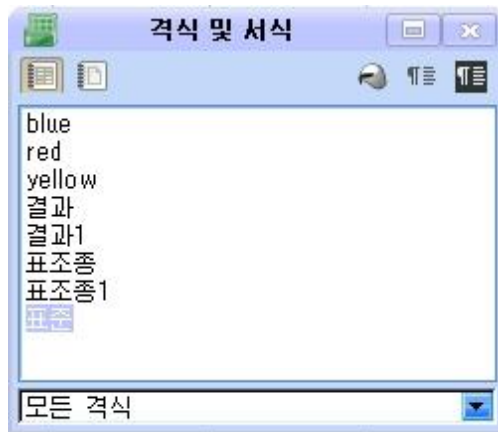 격식 및 서식
blue
red
yellow
결과
결과1
표조종
표조종1
표준
모든 격식